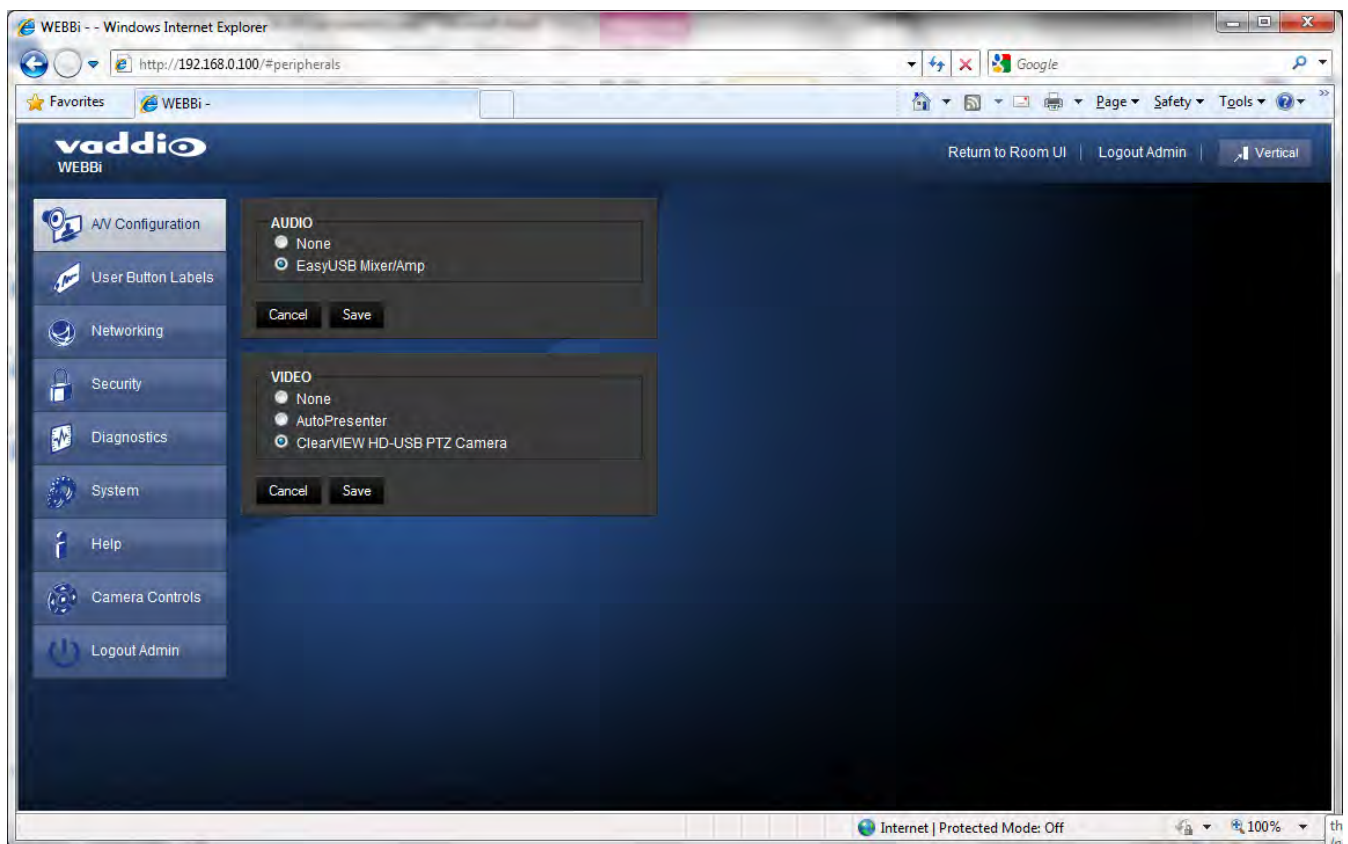 WEBBi - - Windows Internet Explorer
http://192.168.0.100/#peripherals
Google
Favorites
WEBBi -
Page Safety Tools
vaddio
WEBBi
Return to Room UI | Logout Admin | Vertical
A/V Configuration
User Button Labels
Networking
Security
Diagnostics
System
Help
Camera Controls
Logout Admin
AUDIO
None
EasyUSB Mixer/Amp
Cancel Save
VIDEO
None
AutoPresenter
ClearVIEW HD-USB PTZ Camera
Cancel Save
Internet | Protected Mode: Off
100%
th